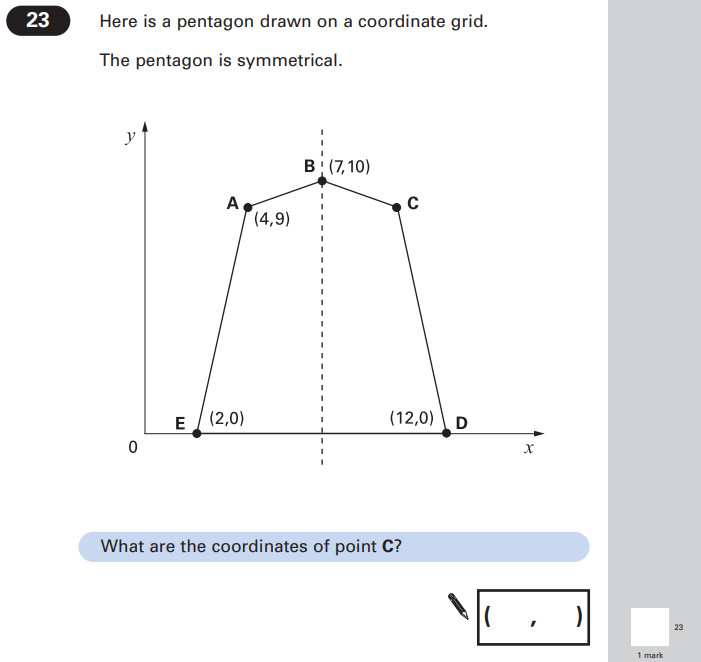 23
Here is a pentagon drawn on a coordinate grid.
The pentagon is symmetrical.
y
B (7,10)
A
C
(4,9)
E (2,0)
(12,0) D
0
x
What are the coordinates of point C?
( , )
23
1 mark